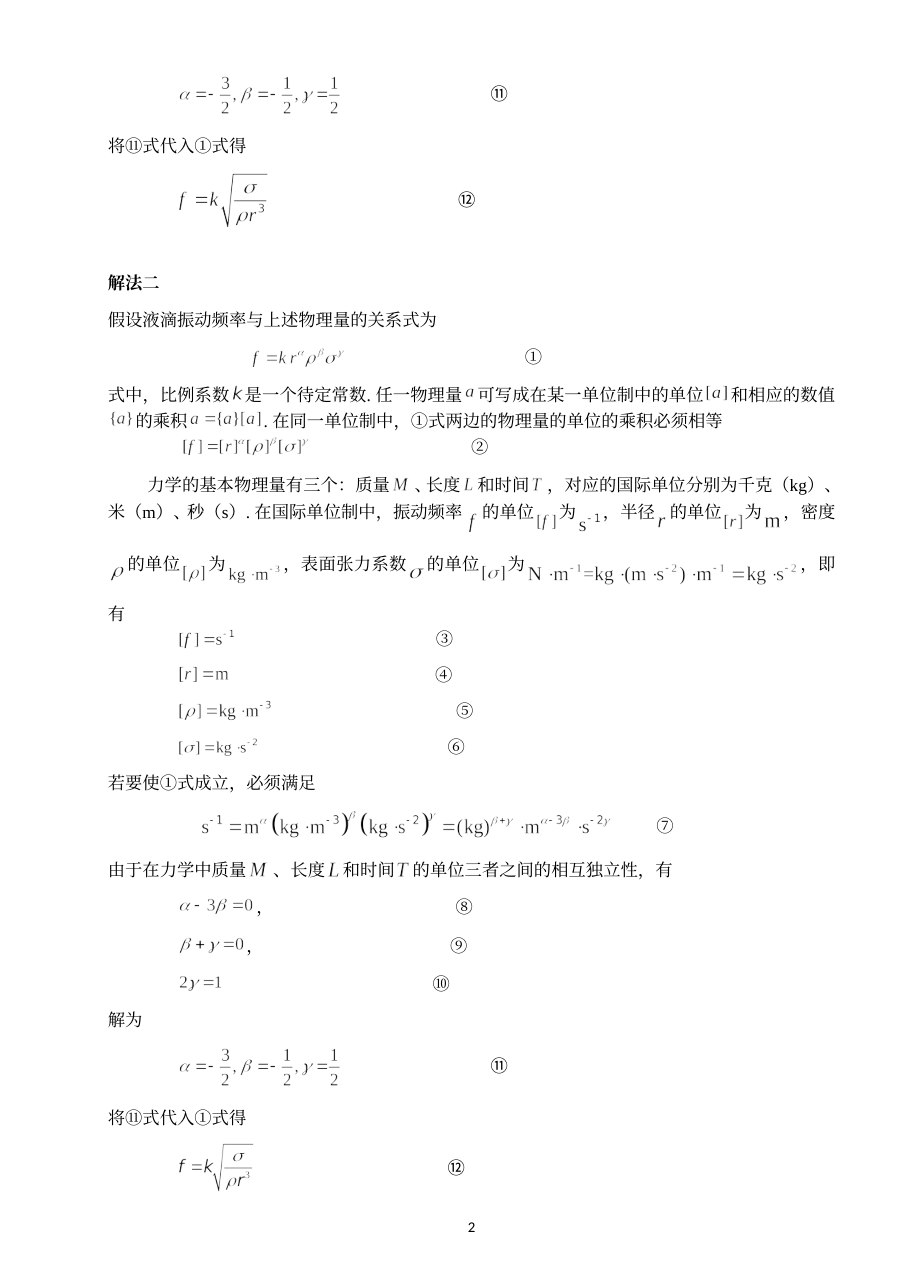 α=-3/2, β=-1/2, γ=1/2 ⑪
将⑪式代入①式得
f=k√(σ/ρr³) ⑫
解法二
假设液滴振动频率与上述物理量的关系式为
f=k r^α ρ^β σ^γ ①
式中，比例系数k是一个待定常数. 任一物理量a可写成在某一单位制中的单位[a]和相应的数值
{a}的乘积a={a}[a]. 在同一单位制中，①式两边的物理量的单位的乘积必须相等
[f]=[r]^α[ρ]^β[σ]^γ ②
力学的基本物理量有三个：质量M、长度L和时间T，对应的国际单位分别为千克（kg）、
米（m）、秒（s）. 在国际单位制中，振动频率f的单位[f]为s⁻¹，半径r的单位[r]为m，密度
ρ的单位[ρ]为kg·m⁻³，表面张力系数σ的单位[σ]为N·m⁻¹=kg·(m·s⁻²)·m⁻¹=kg·s⁻²，即
有
[f]=s⁻¹ ③
[r]=m ④
[ρ]=kg·m⁻³ ⑤
[σ]=kg·s⁻² ⑥
若要使①式成立，必须满足
s⁻¹=m^α(kg·m⁻³)^β(kg·s⁻²)^γ=(kg)^(β+γ)·m^(α-3β)·s^(-2γ) ⑦
由于在力学中质量M、长度L和时间T的单位三者之间的相互独立性，有
α-3β=0， ⑧
β+γ=0， ⑨
2γ=1 ⑩
解为
α=-3/2, β=-1/2, γ=1/2 ⑪
将⑪式代入①式得
f=k√(σ/ρr³) ⑫
2